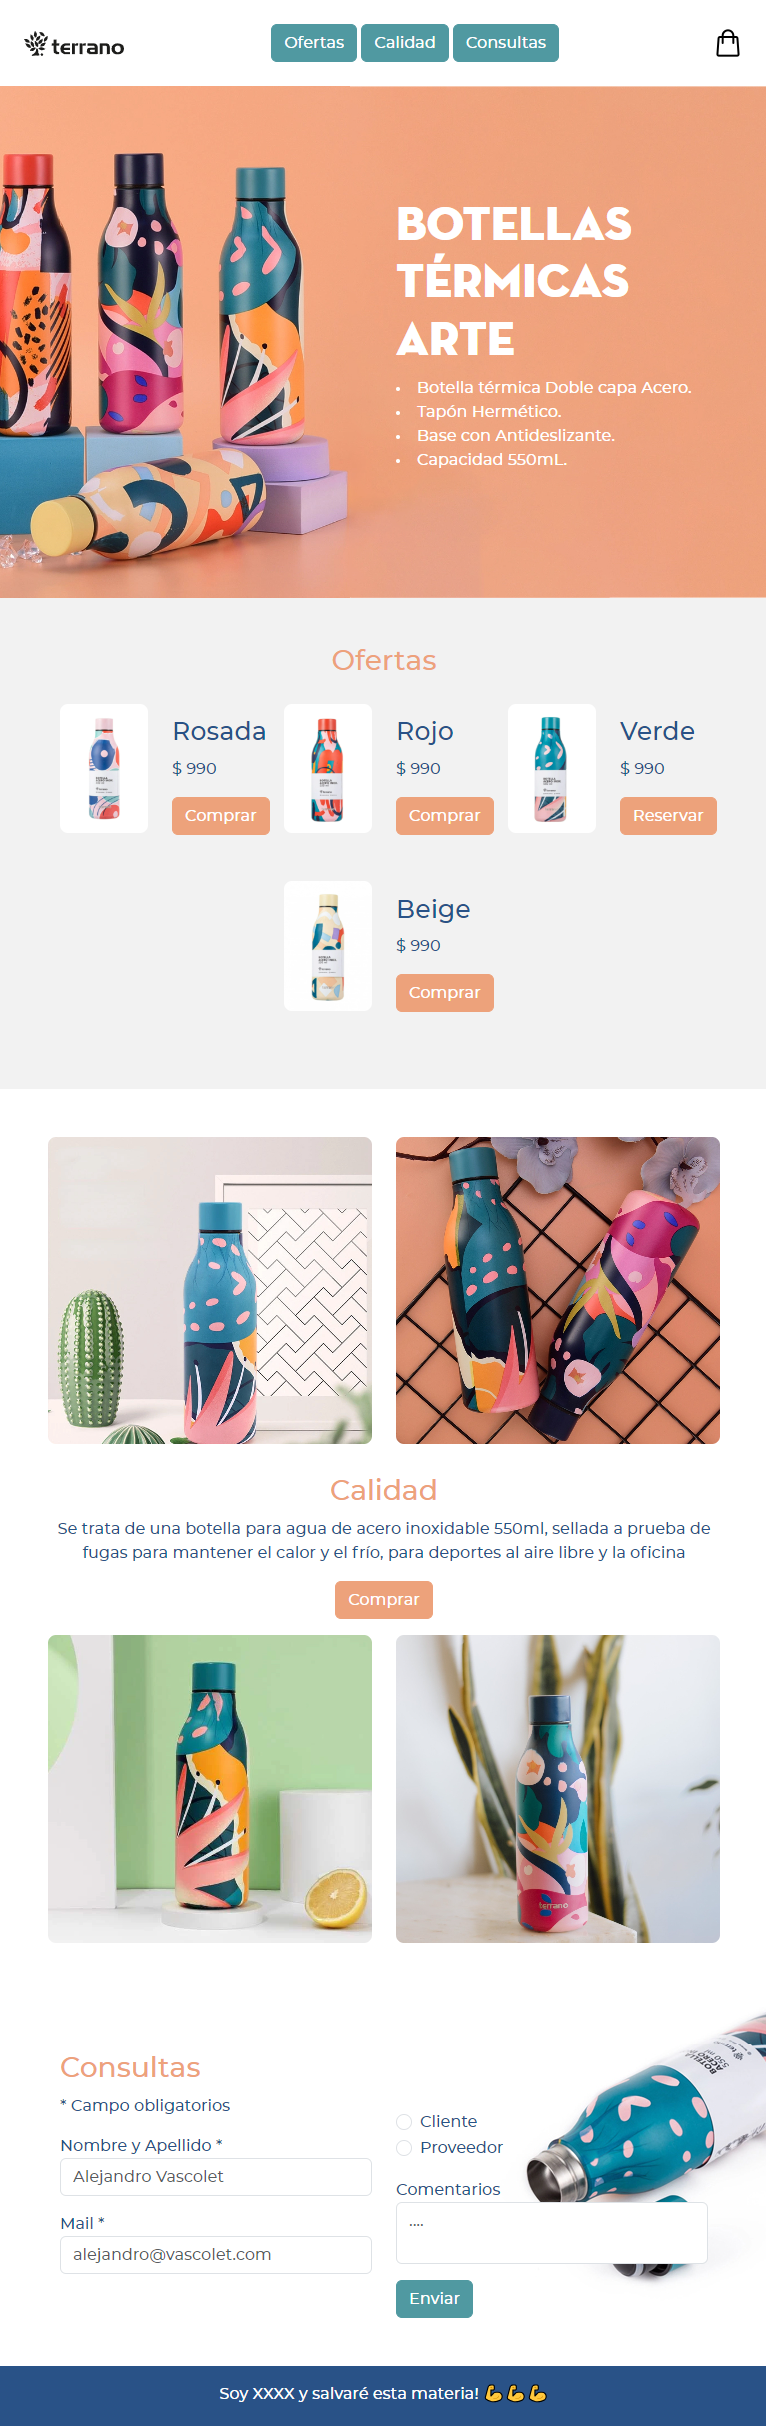 terrano
Ofertas Calidad Consultas
BOTELLAS
TÉRMICAS
ARTE
• Botella térmica Doble capa Acero.
• Tapón Hermético.
• Base con Antideslizante.
• Capacidad 550mL.
Ofertas
Rosada
$ 990
Comprar
Rojo
$ 990
Comprar
Verde
$ 990
Reservar
Beige
$ 990
Comprar
Calidad
Se trata de una botella para agua de acero inoxidable 550ml, sellada a prueba de
fugas para mantener el calor y el frío, para deportes al aire libre y la oficina
Comprar
terrano
Consultas
* Campo obligatorios
Nombre y Apellido *
Alejandro Vascolet
Mail *
alejandro@vascolet.com
Cliente
Proveedor
Comentarios
....
Enviar
BOTELLA
ACERO
550 ml
Soy XXXX y salvaré esta materia! 💪💪💪